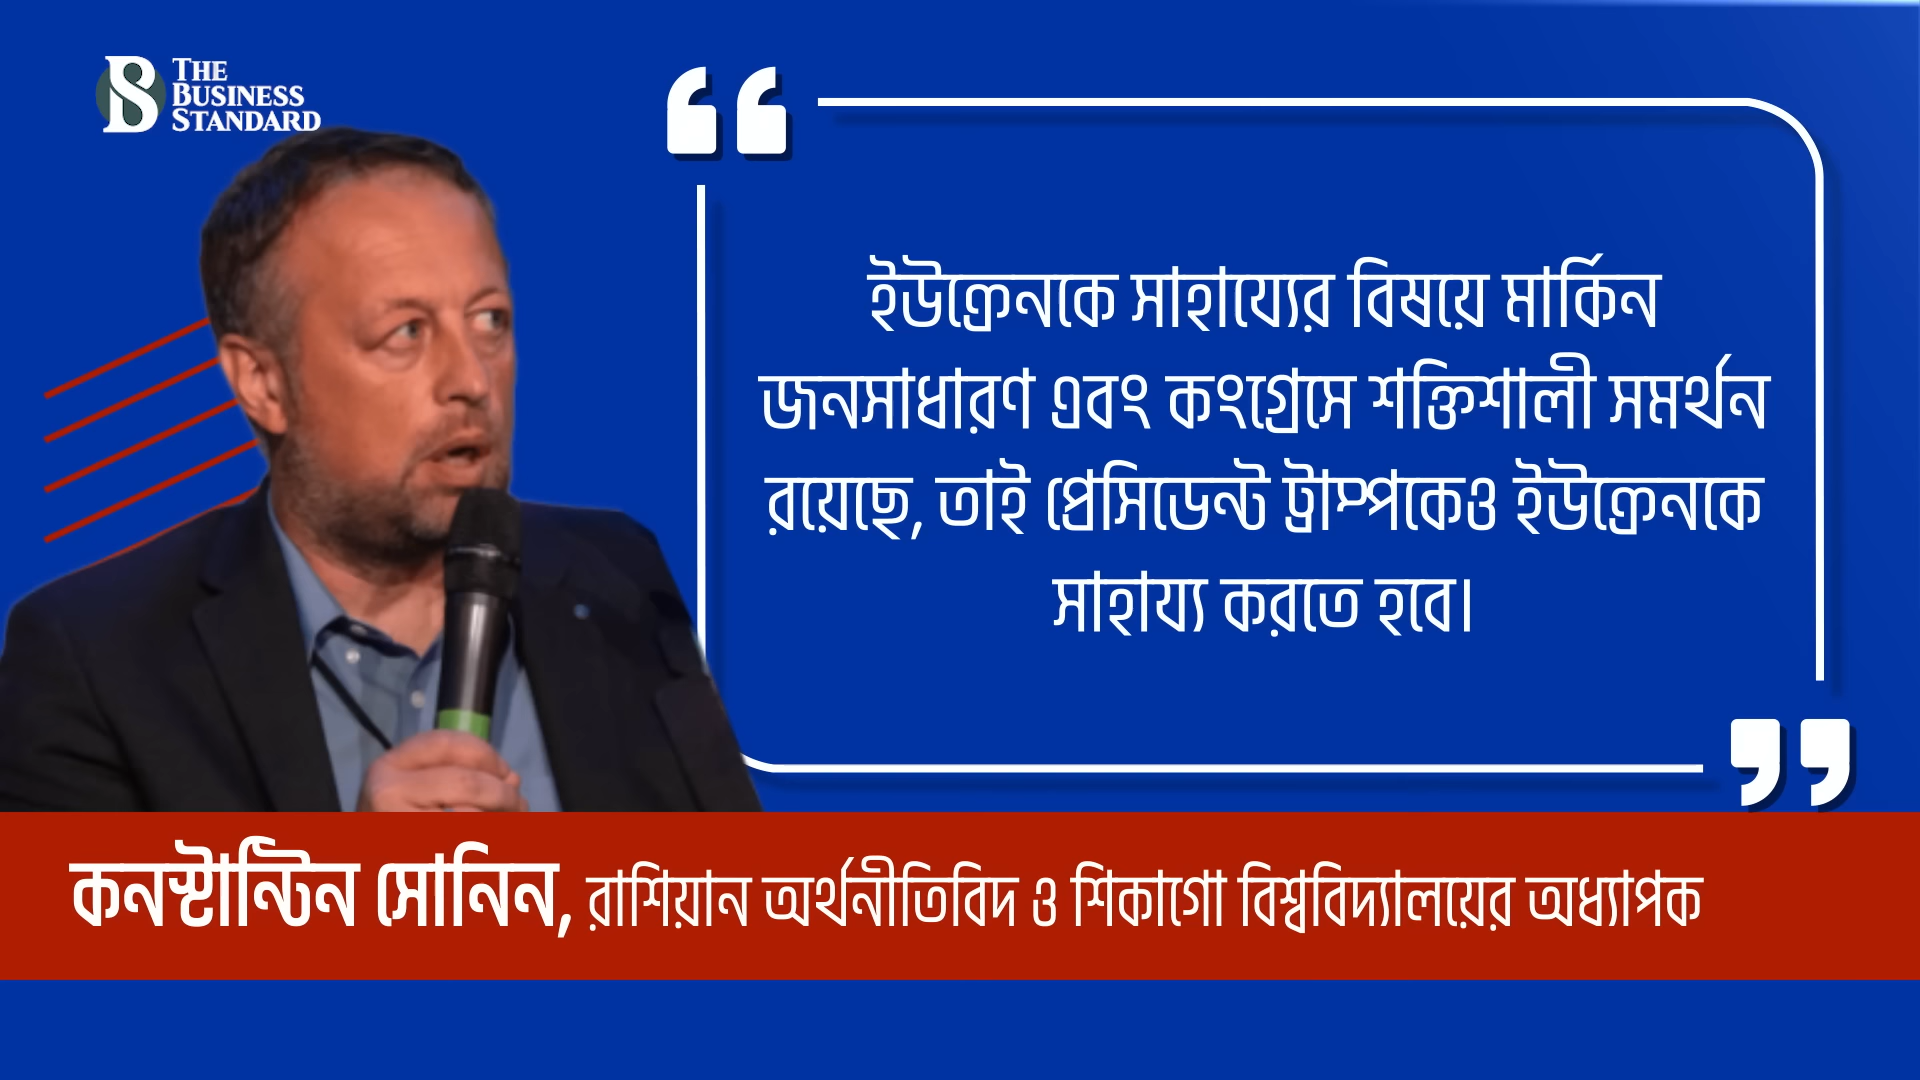 THE
BUSINESS
STANDARD
ইউক্রেনকে সাহায্যের বিষয়ে মার্কিন
জনসাধারণ এবং কংগ্রেসে শক্তিশালী সমর্থন
রয়েছে, তাই প্রেসিডেন্ট ট্রাম্পকেও ইউক্রেনকে
সাহায্য করতে হবে।
কনস্টান্টিন সোনিন, রাশিয়ান অর্থনীতিবিদ ও শিকাগো বিশ্ববিদ্যালয়ের অধ্যাপক